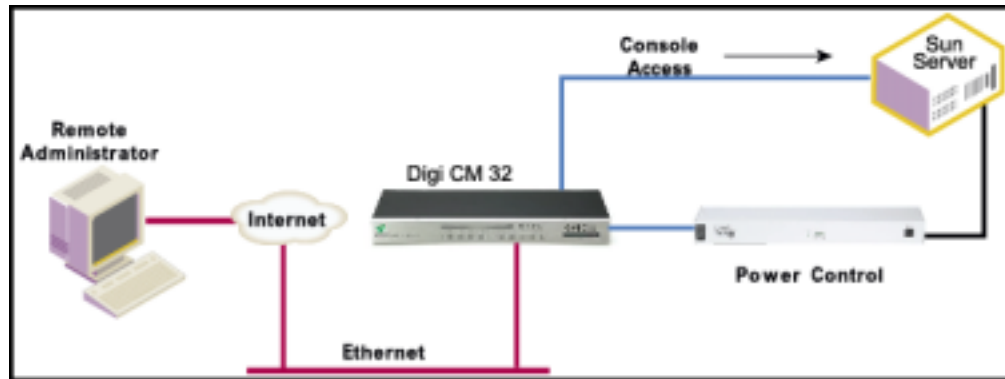 Console
Access
Sun
Server
Remote
Administrator
Digi CM 32
Internet
Power Control
Ethernet